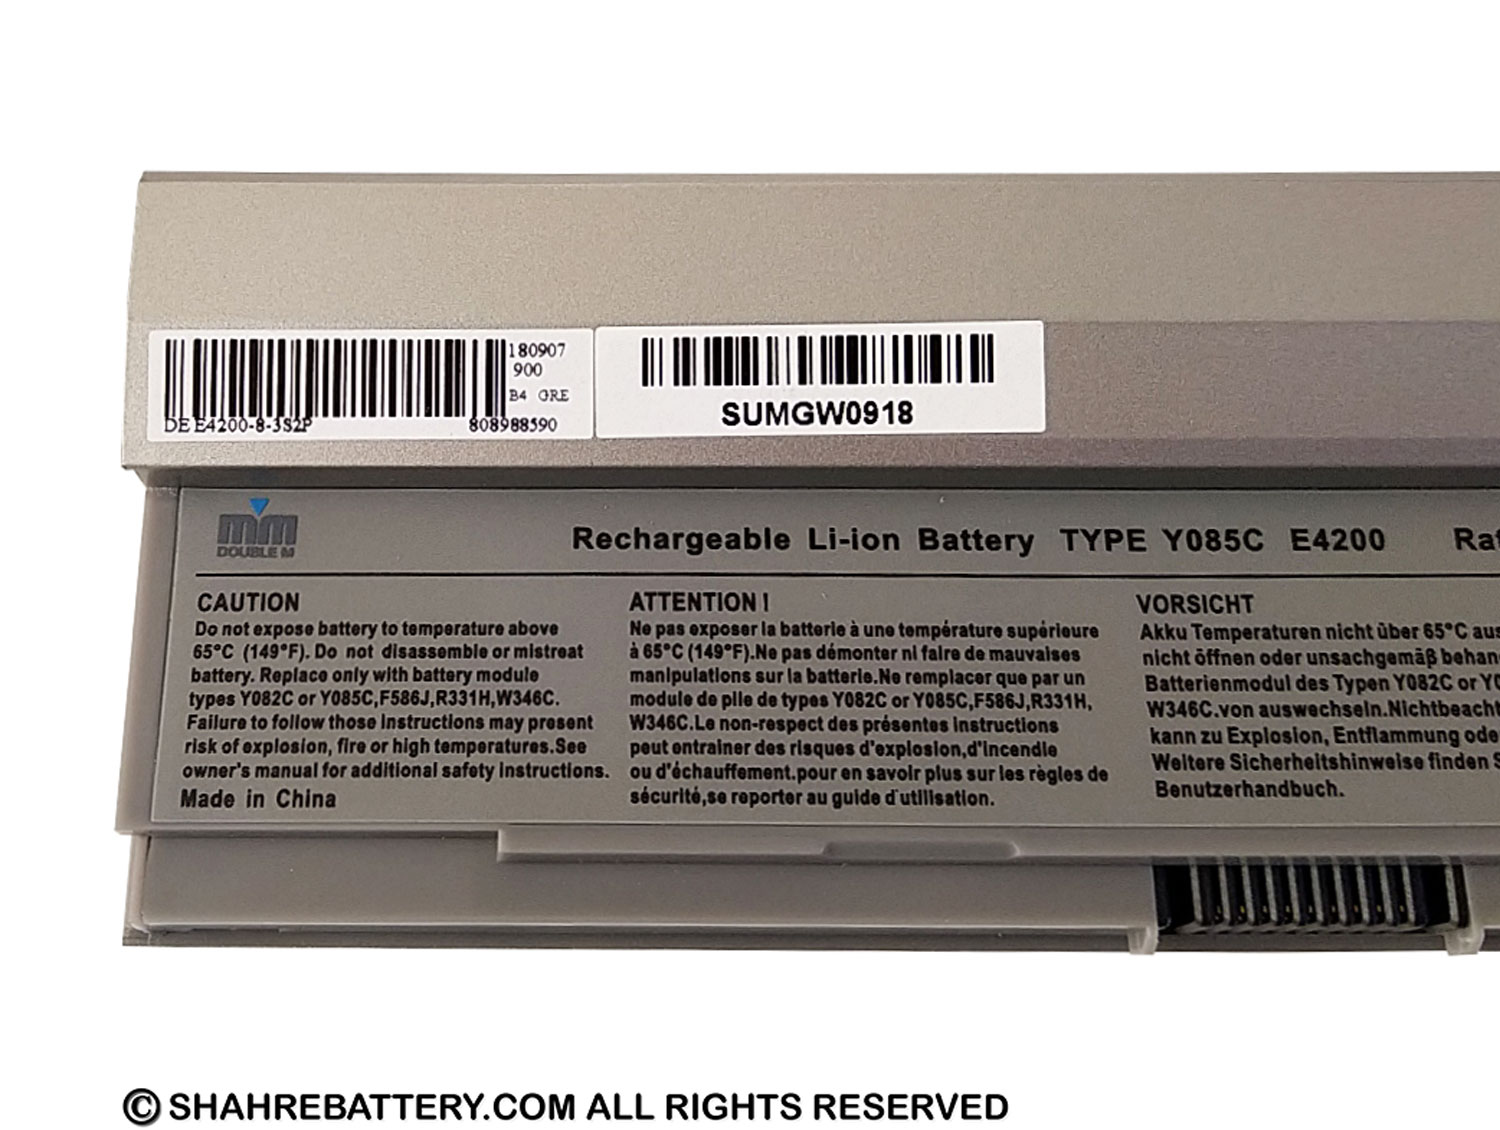 180907
900
B4 GRE
DE E4200-8-3S2P
808988590
SUMGW0918
mm
DOUBLE M
Rechargeable Li-ion Battery TYPE Y085C E4200
CAUTION
Do not expose battery to temperature above
65°C (149°F). Do not disassemble or mistreat
battery. Replace only with battery module
types Y082C or Y085C,F586J,R331H,W346C.
Failure to follow those instructions may present
risk of explosion, fire or high temperatures.See
owner's manual for additional safety instructions.
Made in China
ATTENTION !
Ne pas exposer la batterie à une température supérieure
à 65°C (149°F).Ne pas démonter ni faire de mauvaises
manipulations sur la batterie.Ne remplacer que par un
module de pile de types Y082C or Y085C,F586J,R331H,
W346C.Le non-respect des présentes instructions
peut entrainer des risques d'explosion,d'incendie
ou d'échauffement.pour en savoir plus sur les règles de
sécurité,se reporter au guide d'utilisation.
VORSICHT
Akku Temperaturen nicht über 65°C
nicht öffnen oder unsachgemäβ
Batterienmodul des Typen Y082C or
W346C.von auswechseln.
kann zu Explosion, Entflammung
Weitere Sicherheitshinweise finden
Benutzerhandbuch.
© SHAHREBATTERY.COM ALL RIGHTS RESERVED